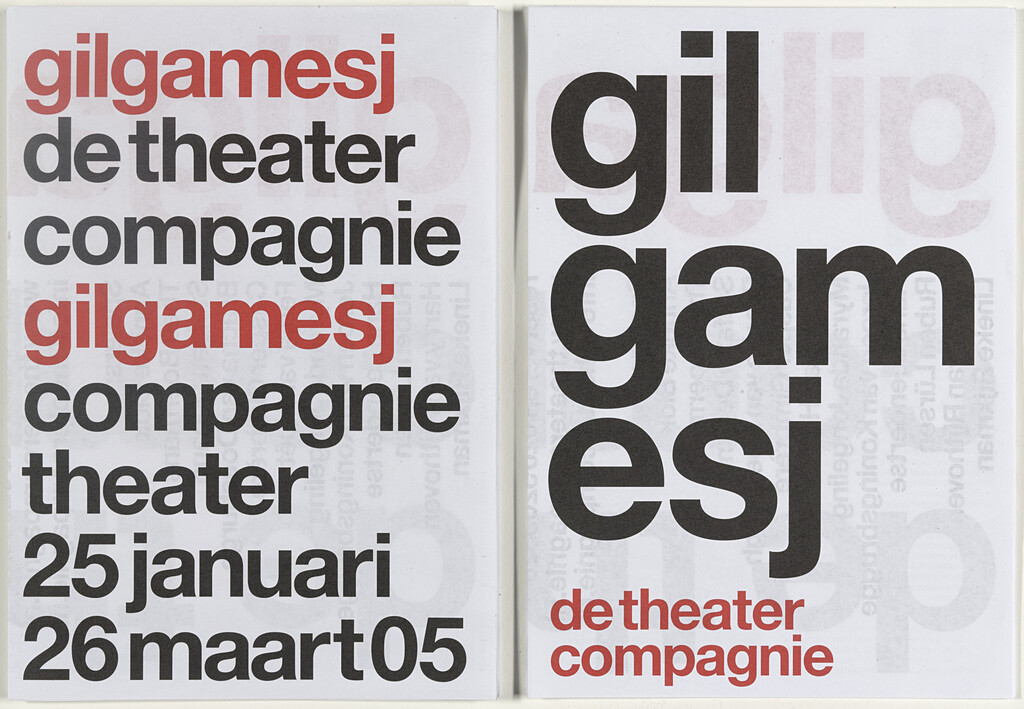 gilgamesj
de theater
compagnie
gilgamesj
compagnie
theater
25 januari
26 maart 05
gil
gam
esj
de theater
compagnie